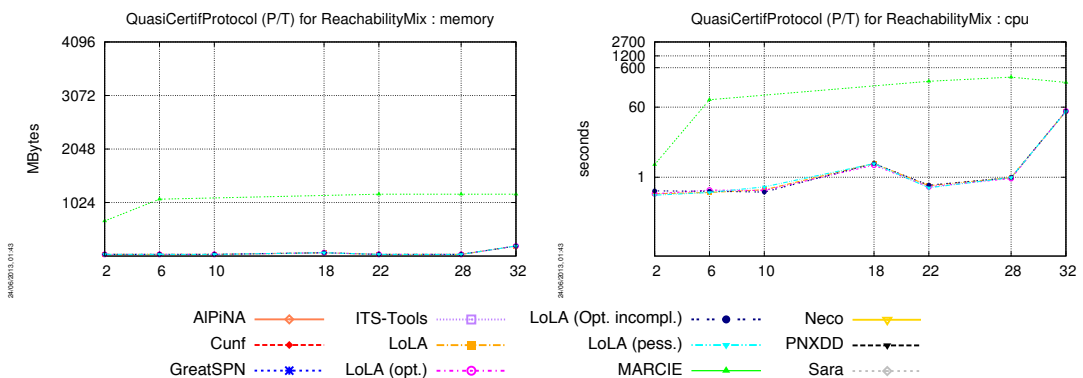 QuasiCertifProtocol (P/T) for ReachabilityMix : memory
4096
3072
2048
1024
MBytes
2 6 10 18 22 28 32
24/06/2013, 01:43
QuasiCertifProtocol (P/T) for ReachabilityMix : cpu
2700
1200
600
60
1
seconds
2 6 10 18 22 28 32
24/06/2013, 01:43
AlPiNA
Cunf
GreatSPN
ITS-Tools
LoLA
LoLA (opt.)
LoLA (Opt. incompl.)
LoLA (pess.)
MARCIE
Neco
PNXDD
Sara